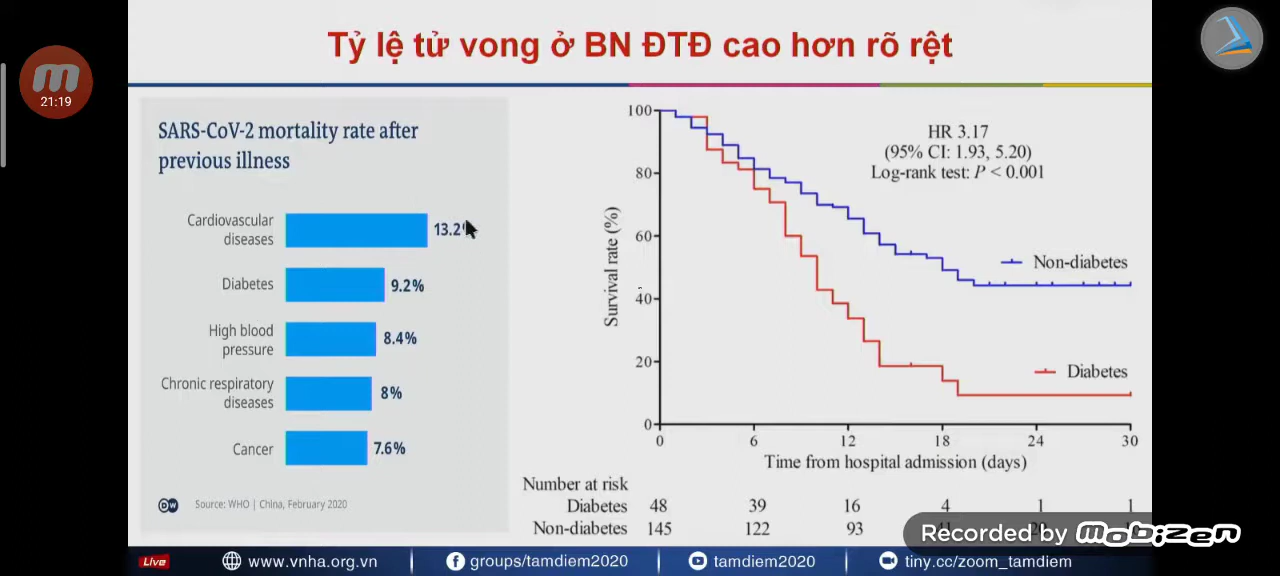 Tỷ lệ tử vong ở BN ĐTĐ cao hơn rõ rệt
21:19
SARS-CoV-2 mortality rate after
previous illness
Cardiovascular
diseases
13.2
Diabetes
9.2%
High blood
pressure
8.4%
Chronic respiratory
diseases
8%
Cancer
7.6%
DW
Source: WHO | China, February 2020
HR 3.17
(95% CI: 1.93, 5.20)
Log-rank test: P < 0.001
Survival rate (%)
100
80
60
40
20
0
Non-diabetes
Diabetes
0 6 12 18 24 30
Time from hospital admission (days)
Number at risk
Diabetes 48 39 16 4 1 1
Non-diabetes 145 122 93
Recorded by mobizen
Live www.vnha.org.vn groups/tamdiem2020 tamdiem2020 tiny.cc/zoom_tamdiem